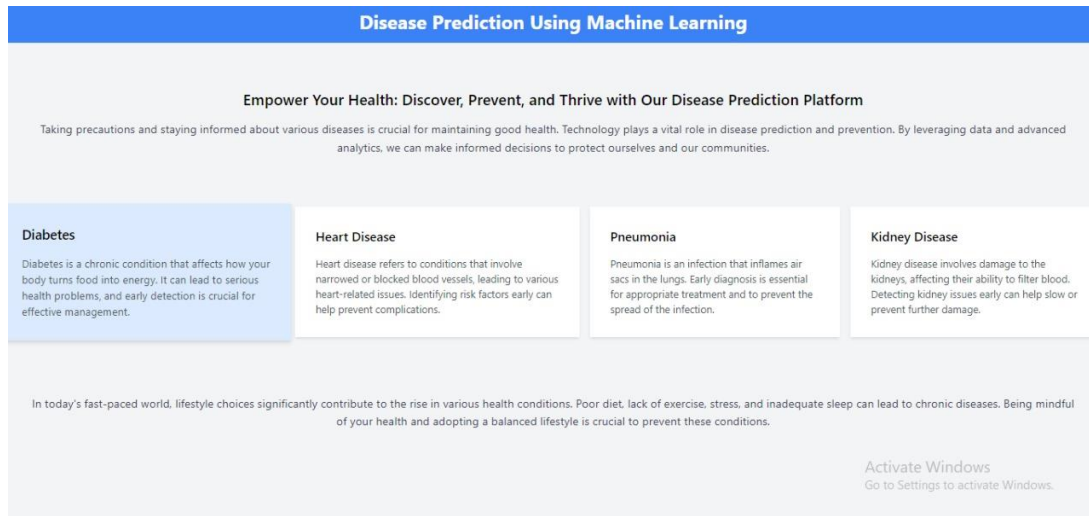 Disease Prediction Using Machine Learning
Empower Your Health: Discover, Prevent, and Thrive with Our Disease Prediction Platform
Taking precautions and staying informed about various diseases is crucial for maintaining good health. Technology plays a vital role in disease prediction and prevention. By leveraging data and advanced
analytics, we can make informed decisions to protect ourselves and our communities.
Diabetes
Diabetes is a chronic condition that affects how your
body turns food into energy. It can lead to serious
health problems, and early detection is crucial for
effective management.
Heart Disease
Heart disease refers to conditions that involve
narrowed or blocked blood vessels, leading to various
heart-related issues. Identifying risk factors early can
help prevent complications.
Pneumonia
Pneumonia is an infection that inflames air
sacs in the lungs. Early diagnosis is essential
for appropriate treatment and to prevent the
spread of the infection.
Kidney Disease
Kidney disease involves damage to the
kidneys, affecting their ability to filter blood.
Detecting kidney issues early can help slow or
prevent further damage.
In today's fast-paced world, lifestyle choices significantly contribute to the rise in various health conditions. Poor diet, lack of exercise, stress, and inadequate sleep can lead to chronic diseases. Being mindful
of your health and adopting a balanced lifestyle is crucial to prevent these conditions.
Activate Windows
Go to Settings to activate Windows.